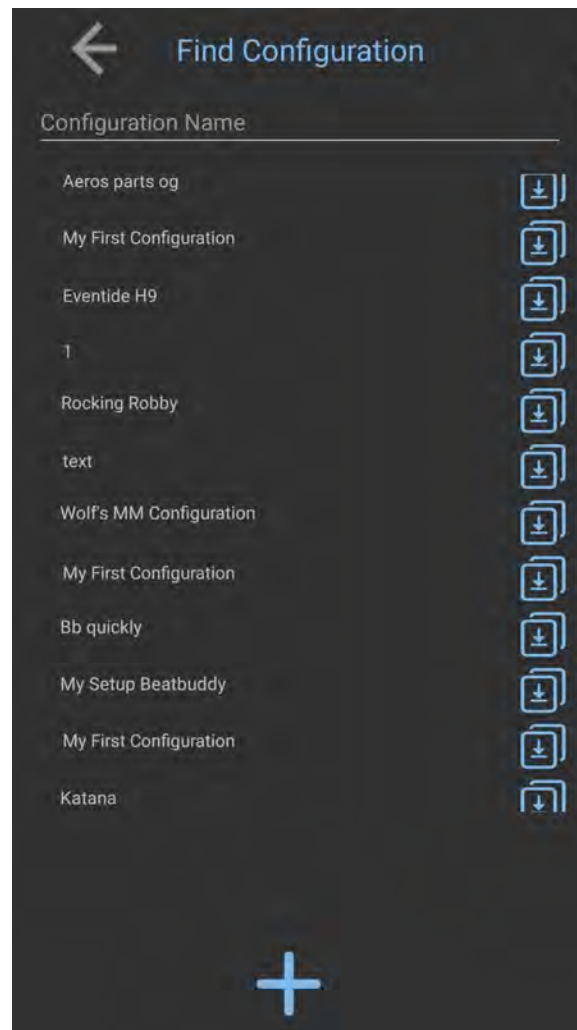 Find Configuration
Configuration Name
Aeros parts og
My First Configuration
Eventide H9
1
Rocking Robby
text
Wolf's MM Configuration
My First Configuration
Bb quickly
My Setup Beatbuddy
My First Configuration
Katana